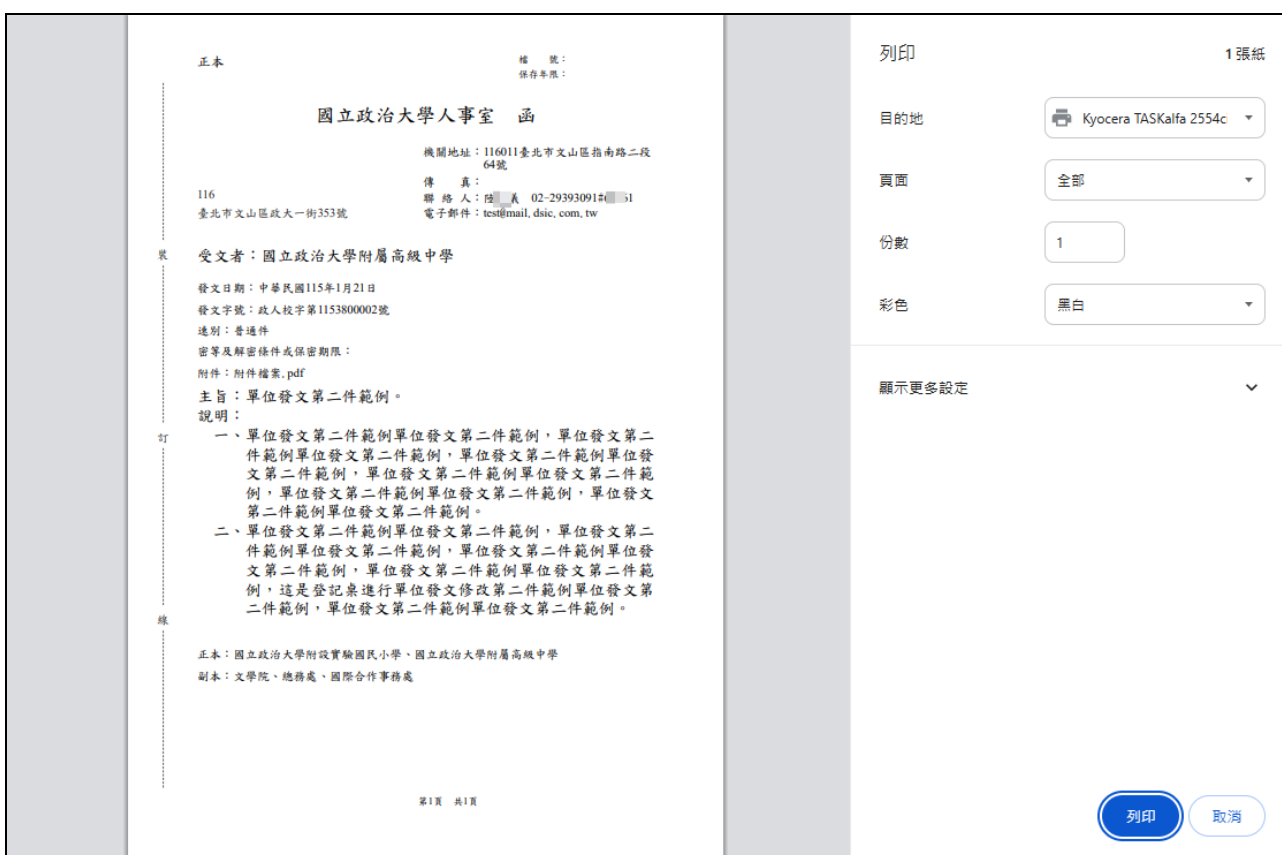 正本
檔　　號：
保存年限：
國立政治大學人事室　函
機關地址：116011臺北市文山區指南路二段
64號
傳　　真：
聯 絡 人：陸 義 02-29393091# 61
電子郵件：test@mail, dsic, com, tw
116
臺北市文山區政大一街353號
受文者：國立政治大學附屬高級中學
發文日期：中華民國115年1月21日
發文字號：政人校字第1153800002號
速別：普通件
密等及解密條件或保密期限：
附件：附件檔案.pdf
主旨：單位發文第二件範例。
說明：
一、單位發文第二件範例單位發文第二件範例，單位發文第二
件範例單位發文第二件範例，單位發文第二件範例單位發
文第二件範例，單位發文第二件範例單位發文第二件範
例，單位發文第二件範例單位發文第二件範例，單位發文
第二件範例單位發文第二件範例。
二、單位發文第二件範例單位發文第二件範例，單位發文第二
件範例單位發文第二件範例，單位發文第二件範例單位發
文第二件範例，單位發文第二件範例單位發文第二件範
例，這是登記桌進行單位發文修改第二件範例單位發文第
二件範例，單位發文第二件範例單位發文第二件範例。
正本：國立政治大學附設實驗國民小學、國立政治大學附屬高級中學
副本：文學院、總務處、國際合作事務處
裝
訂
線
第1頁　共1頁
列印
1 張紙
目的地
Kyocera TASKalfa 2554c
頁面
全部
份數
1
彩色
黑白
顯示更多設定
列印
取消